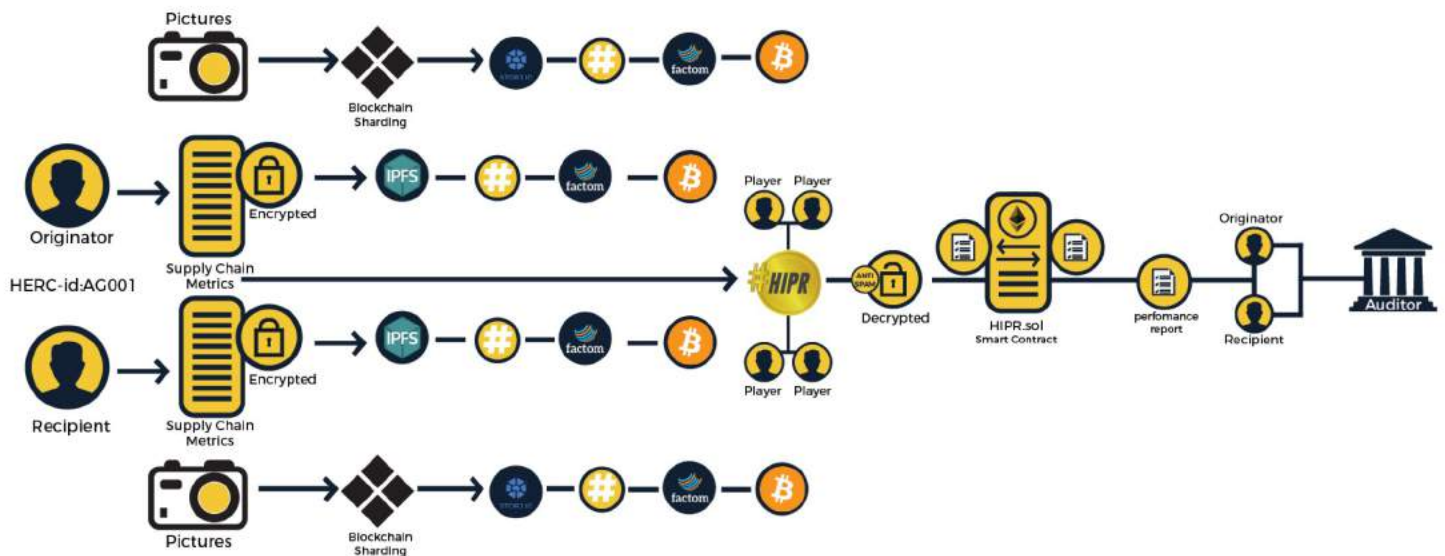 Pictures
Blockchain
Sharding
#
factom
Originator
Encrypted
Supply Chain
Metrics
IPFS
#
factom
HERC-id:AG001
Player Player
#HIPR
Player Player
ANTI
SPAM
Decrypted
HIPR.sol
Smart Contract
perfomance
report
Originator
Recipient
Auditor
Recipient
Encrypted
Supply Chain
Metrics
IPFS
#
factom
Pictures
Blockchain
Sharding
#
factom